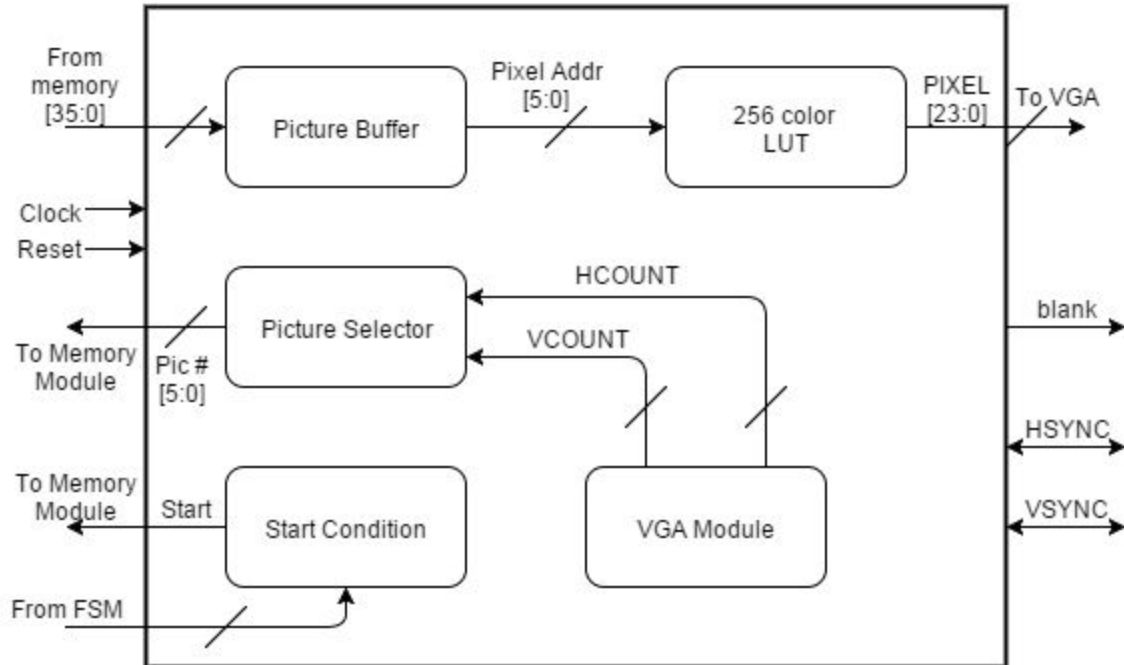 From
memory
[35:0]
Picture Buffer
Pixel Addr
[5:0]
256 color
LUT
PIXEL
[23:0]
To VGA
Clock
Reset
Picture Selector
HCOUNT
VCOUNT
blank
To Memory
Module
Pic #
[5:0]
HSYNC
To Memory
Module
Start
Start Condition
VGA Module
VSYNC
From FSM